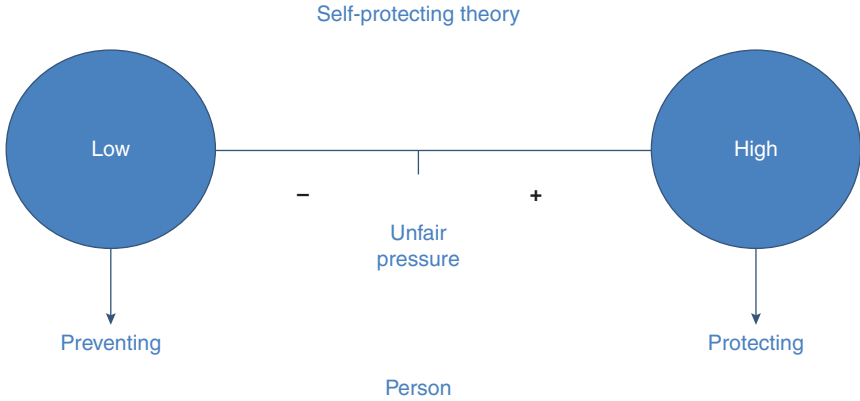 Self-protecting theory
Low
High
–
+
Unfair
pressure
Preventing
Protecting
Person